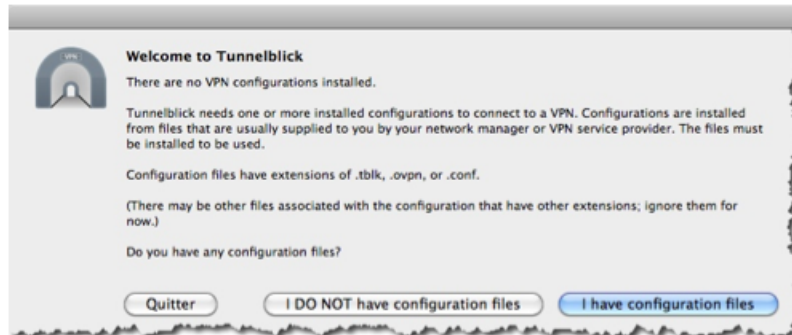 VPN
Welcome to Tunnelblick
There are no VPN configurations installed.
Tunnelblick needs one or more installed configurations to connect to a VPN. Configurations are installed
from files that are usually supplied to you by your network manager or VPN service provider. The files must
be installed to be used.
Configuration files have extensions of .tblk, .ovpn, or .conf.
(There may be other files associated with the configuration that have other extensions; ignore them for
now.)
Do you have any configuration files?
Quitter
I DO NOT have configuration files
I have configuration files